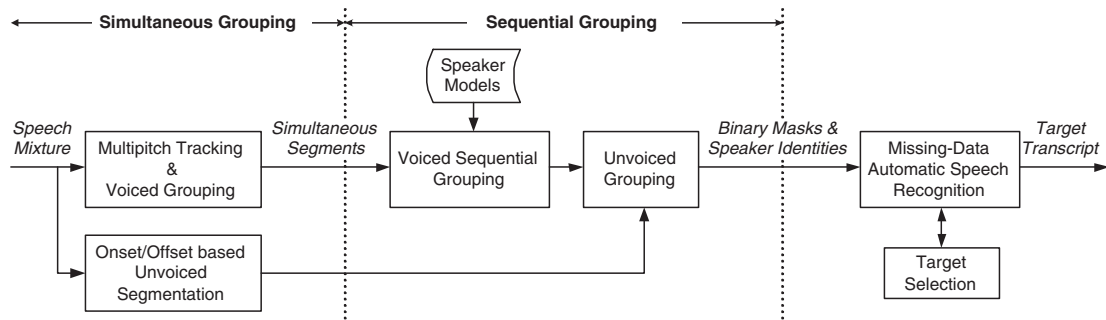 Simultaneous Grouping
Sequential Grouping
Speaker
Models
Speech
Mixture
Multipitch Tracking
&
Voiced Grouping
Simultaneous
Segments
Voiced Sequential
Grouping
Unvoiced
Grouping
Binary Masks &
Speaker Identities
Missing-Data
Automatic Speech
Recognition
Target
Transcript
Onset/Offset based
Unvoiced
Segmentation
Target
Selection